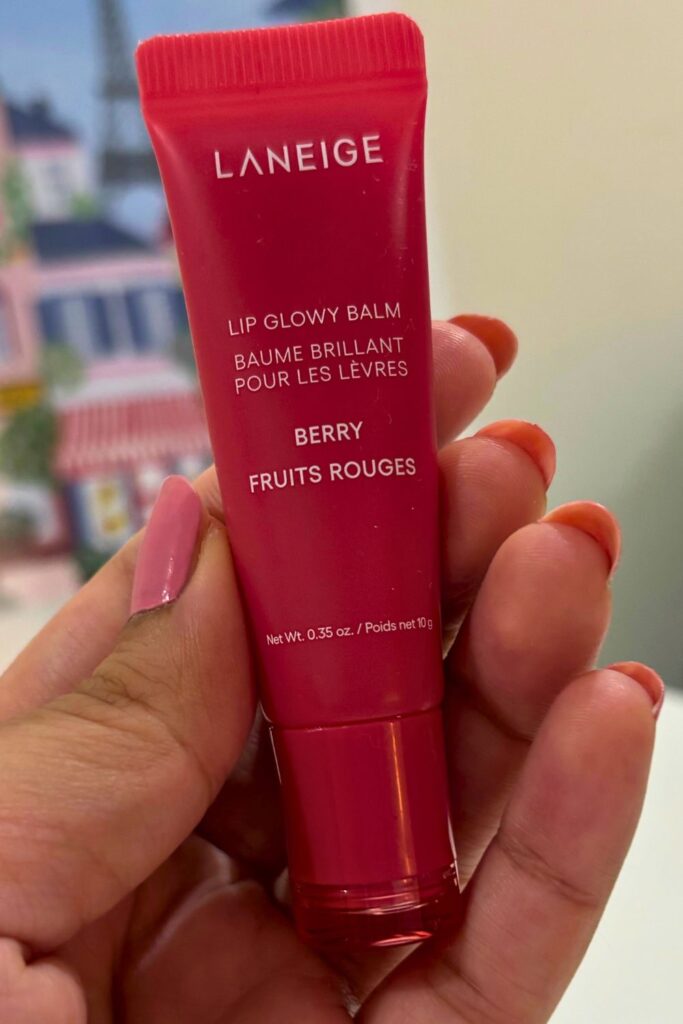 LANEIGE
LIP GLOWY BALM
BAUME BRILLANT
POUR LES LÈVRES
BERRY
FRUITS ROUGES
Net Wt. 0.35 oz. / Poids net 10 g